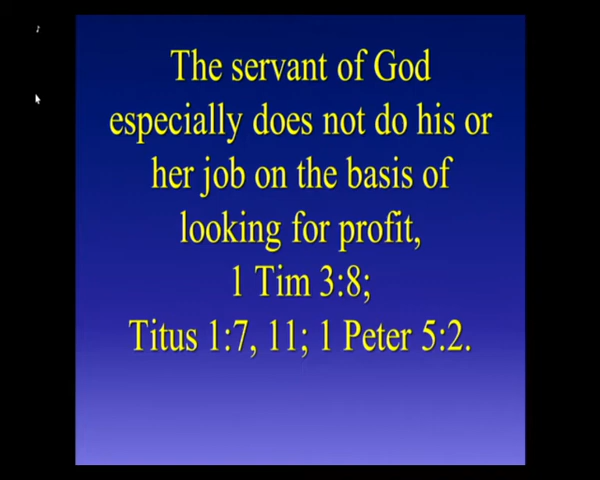 The servant of God
especially does not do his or
her job on the basis of
looking for profit,
1 Tim 3:8;
Titus 1:7, 11; 1 Peter 5:2.